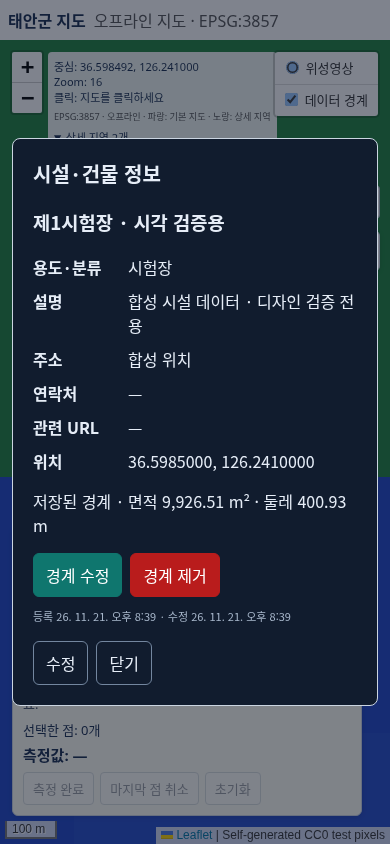 태안군 지도 오프라인 지도 · EPSG:3857
+
−
중심: 36.598492, 126.241000
Zoom: 16
클릭: 지도를 클릭하세요
EPSG:3857 · 오프라인 · 파랑: 기본 지도 · 노랑: 상세 지역
▾ 상세 지역 2개
위성영상
데이터 경계
시설·건물 정보
제1시험장 · 시각 검증용
용도·분류 시험장
설명 합성 시설 데이터 · 디자인 검증 전
용
주소 합성 위치
연락처 —
관련 URL —
위치 36.5985000, 126.2410000
저장된 경계 · 면적 9,926.51 m² · 둘레 400.93
m
경계 수정 경계 제거
등록 26. 11. 21. 오후 8:39 · 수정 26. 11. 21. 오후 8:39
수정 닫기
선택한 점: 0개
측정값: —
측정 완료 마지막 점 취소 초기화
100 m
Leaflet | Self-generated CC0 test pixels